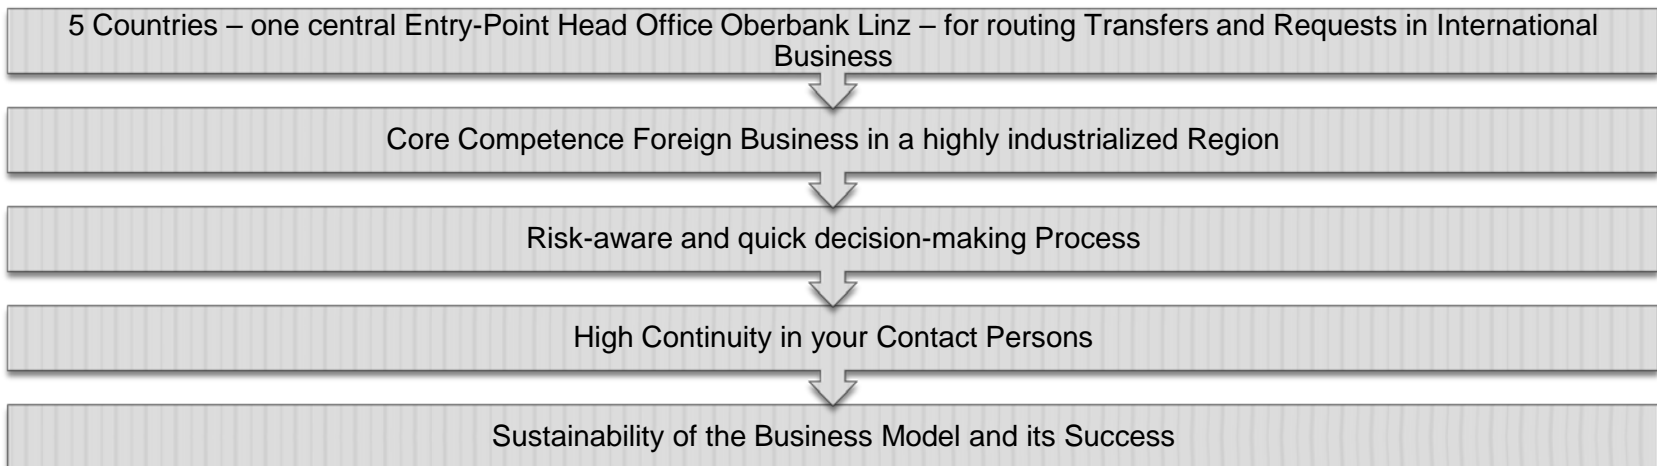 5 Countries – one central Entry-Point Head Office Oberbank Linz – for routing Transfers and Requests in International
Business
Core Competence Foreign Business in a highly industrialized Region
Risk-aware and quick decision-making Process
High Continuity in your Contact Persons
Sustainability of the Business Model and its Success